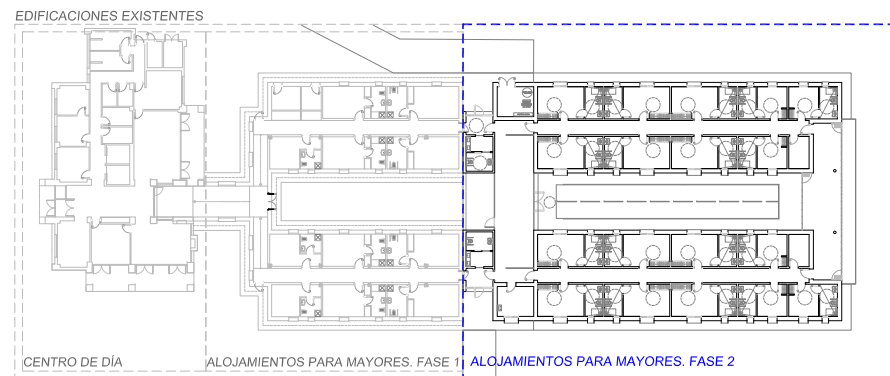 EDIFICACIONES EXISTENTES
CENTRO DE DÍA
ALOJAMIENTOS PARA MAYORES. FASE 1
ALOJAMIENTOS PARA MAYORES. FASE 2